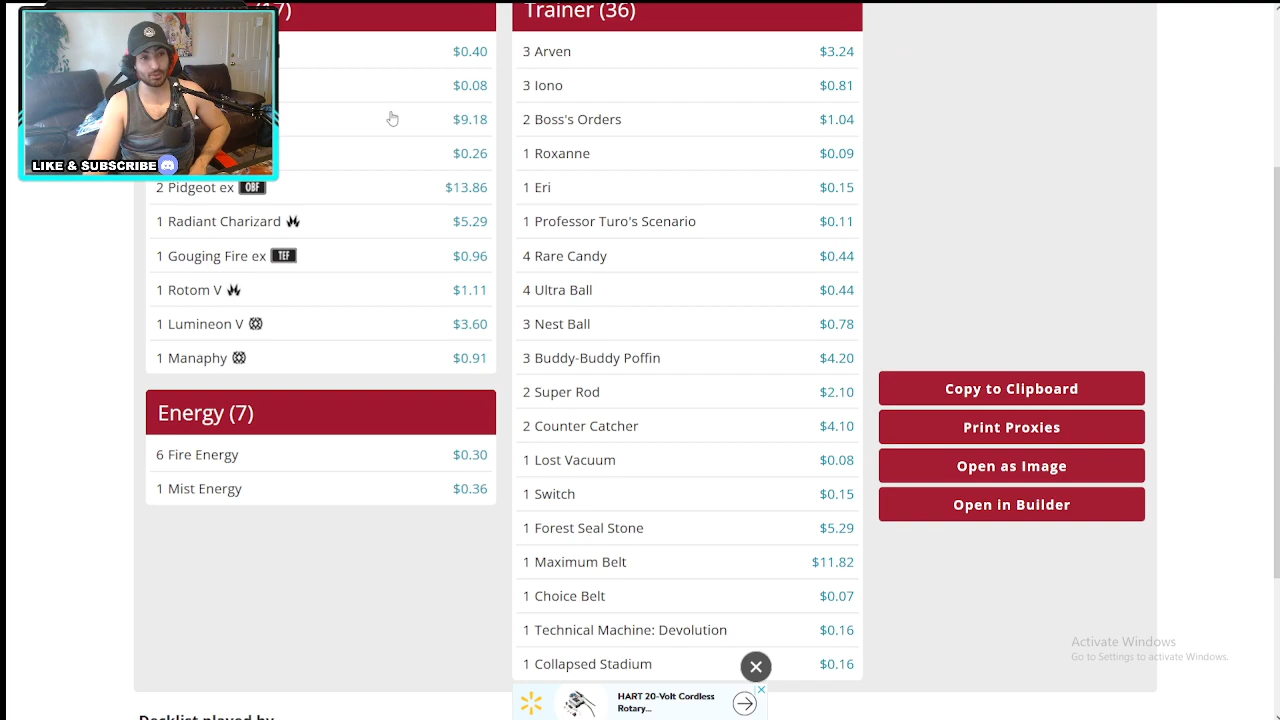 7)
Trainer (36)
$0.40
$0.08
$9.18
$0.26
2 Pidgeot ex OBF $13.86
1 Radiant Charizard $5.29
1 Gouging Fire ex TEF $0.96
1 Rotom V $1.11
1 Lumineon V $3.60
1 Manaphy $0.91
Energy (7)
6 Fire Energy $0.30
1 Mist Energy $0.36
3 Arven $3.24
3 Iono $0.81
2 Boss's Orders $1.04
1 Roxanne $0.09
1 Eri $0.15
1 Professor Turo's Scenario $0.11
4 Rare Candy $0.44
4 Ultra Ball $0.44
3 Nest Ball $0.78
3 Buddy-Buddy Poffin $4.20
2 Super Rod $2.10
2 Counter Catcher $4.10
1 Lost Vacuum $0.08
1 Switch $0.15
1 Forest Seal Stone $5.29
1 Maximum Belt $11.82
1 Choice Belt $0.07
1 Technical Machine: Devolution $0.16
1 Collapsed Stadium $0.16
Copy to Clipboard
Print Proxies
Open as Image
Open in Builder
LIKE & SUBSCRIBE
Activate Windows
Go to Settings to activate Windows.
HART 20-Volt Cordless
Rotary...
Decklist played by